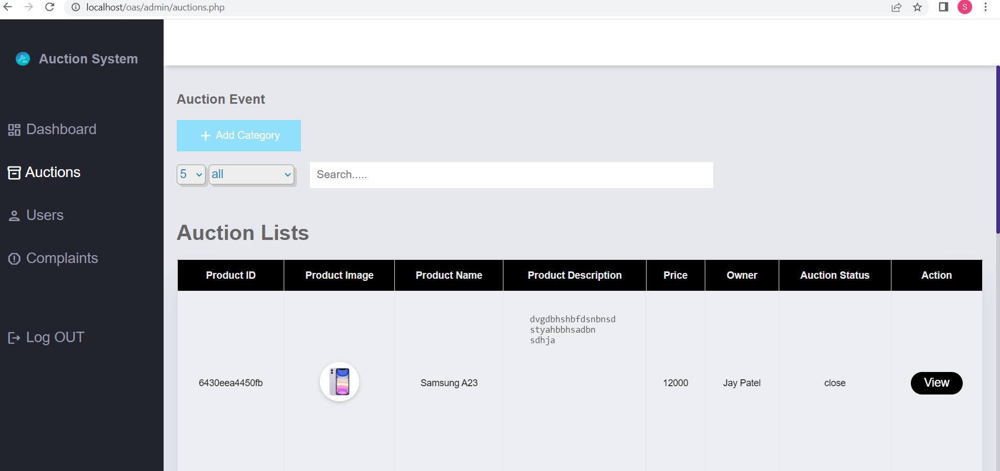 localhost/oas/admin/auctions.php
S
Auction System
Dashboard
Auctions
Users
Complaints
Log OUT
Auction Event
+ Add Category
5 all Search.....
Auction Lists
Product ID Product Image Product Name Product Description Price Owner Auction Status Action
dvgdbhshbfdsnbnsd
styahbbhsadbn
sdhja
6430eea4450fb Samsung A23 12000 Jay Patel close View